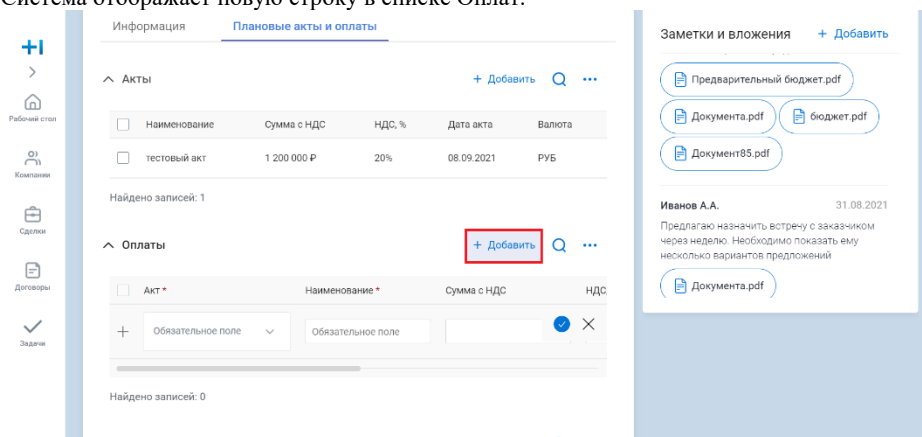 Система отображает новую строку в списке Оплат.
Информация
Плановые акты и оплаты
Рабочий стол
Компании
Сделки
Договоры
Задачи
Акты
+ Добавить
Наименование Сумма с НДС НДС, % Дата акта Валюта
тестовый акт 1 200 000 ₽ 20% 08.09.2021 РУБ
Найдено записей: 1
Оплаты
+ Добавить
Акт * Наименование * Сумма с НДС НДС,
Обязательное поле Обязательное поле
Найдено записей: 0
Заметки и вложения + Добавить
Предварительный бюджет.pdf
Документа.pdf бюджет.pdf
Документ85.pdf
Иванов А.А. 31.08.2021
Предлагаю назначить встречу с заказчиком
через неделю. Необходимо показать ему
несколько вариантов предложений
Документа.pdf